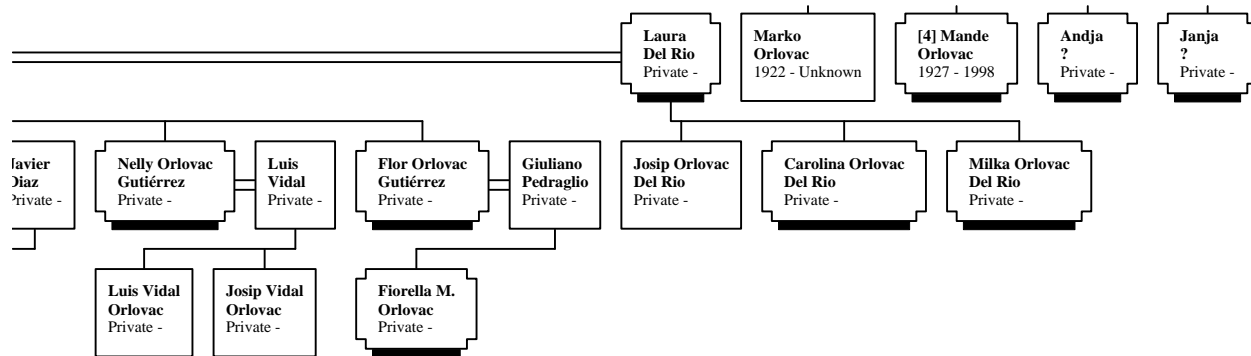 Laura
Del Rio
Private -
Marko
Orlovac
1922 - Unknown
[4] Mande
Orlovac
1927 - 1998
Andja
?
Private -
Janja
?
Private -
Javier
Diaz
Private -
Nelly Orlovac
Gutiérrez
Private -
Luis
Vidal
Private -
Flor Orlovac
Gutiérrez
Private -
Giuliano
Pedraglio
Private -
Josip Orlovac
Del Rio
Private -
Carolina Orlovac
Del Rio
Private -
Milka Orlovac
Del Rio
Private -
Luis Vidal
Orlovac
Private -
Josip Vidal
Orlovac
Private -
Fiorella M.
Orlovac
Private -